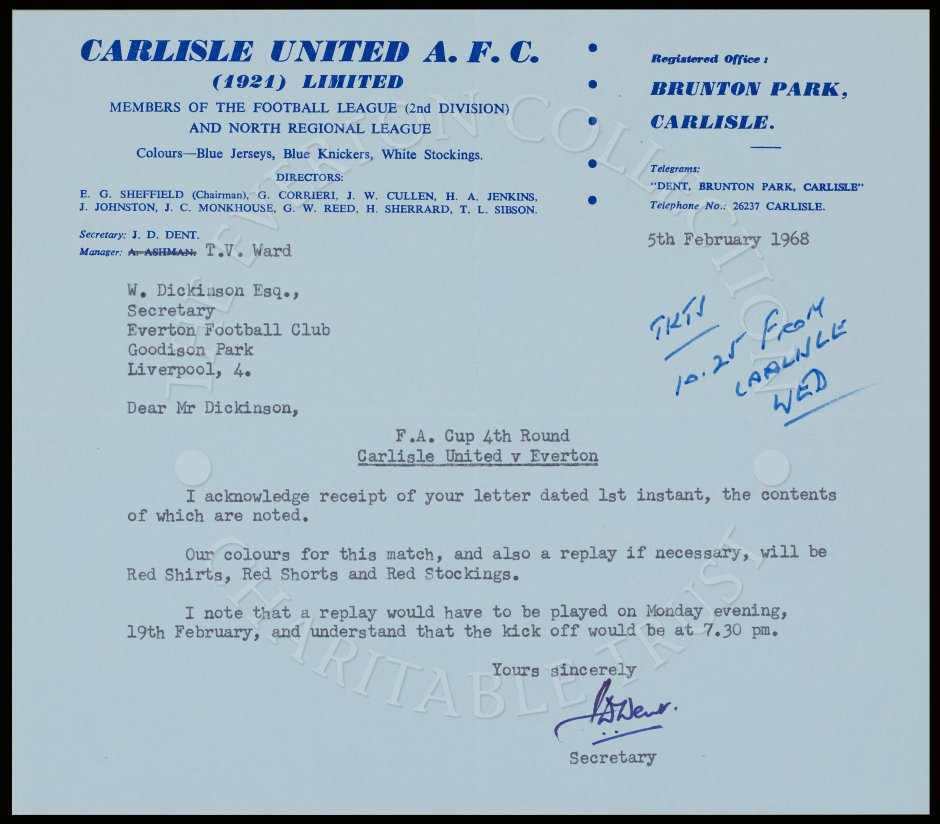 CARLISLE UNITED A. F. C.
(1921) LIMITED
MEMBERS OF THE FOOTBALL LEAGUE (2nd DIVISION)
AND NORTH REGIONAL LEAGUE
Colours—Blue Jerseys, Blue Knickers, White Stockings.
DIRECTORS:
E. G. SHEFFIELD (Chairman), G. CORRIERI, J. W. CULLEN, H. A. JENKINS,
J. JOHNSTON, J. C. MONKHOUSE, G. W. REED, H. SHERRARD, T. L. SIBSON.
Secretary: J. D. DENT.
Manager: A. ASHMAN. T.V. Ward
Registered Office:
BRUNTON PARK,
CARLISLE.
Telegrams:
"DENT, BRUNTON PARK, CARLISLE"
Telephone No.: 26237 CARLISLE.
5th February 1968
W. Dickinson Esq.,
Secretary
Everton Football Club
Goodison Park
Liverpool, 4.
TKTS
10.25 FROM
CARLISLE
WED
Dear Mr Dickinson,
F.A. Cup 4th Round
Carlisle United v Everton
I acknowledge receipt of your letter dated 1st instant, the contents
of which are noted.
Our colours for this match, and also a replay if necessary, will be
Red Shirts, Red Shorts and Red Stockings.
I note that a replay would have to be played on Monday evening,
19th February, and understand that the kick off would be at 7.30 pm.
Yours sincerely
J D Dent.
Secretary
THE EVERTON COLLECTION
CHARITABLE TRUST